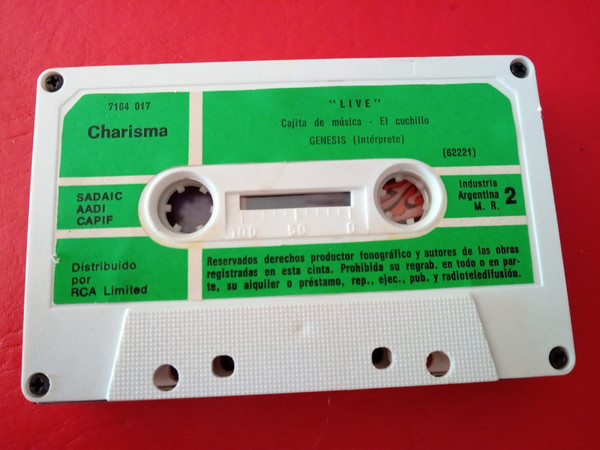 7164 017
Charisma
"LIVE"
Cajita de música - El cuchillo
GENESIS (Intérprete)
(62221)
SADAIC
AADI
CAPIF
Industria
Argentina
M. R.
2
100 50 0
Distribuido
por
RCA Limited
Reservados derechos productor fonográfico y autores de las obras
registradas en esta cinta. Prohibida su regrab. en todo o en par-
te, su alquiler o préstamo, rep., ejec., pub. y radioteledifusión.